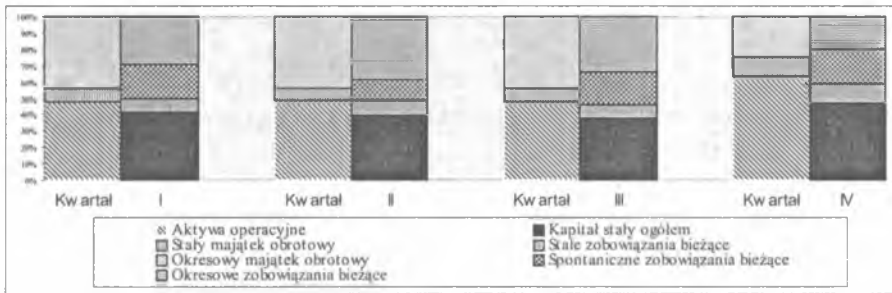 100%
90%
80%
70%
60%
50%
40%
30%
20%
10%
0%
Kwartał I Kwartał II Kwartał III Kwartał IV
Aktywa operacyjne Kapitał stały ogółem
Stały majątek obrotowy Stałe zobowiązania bieżące
Okresowy majątek obrotowy Spontaniczne zobowiązania bieżące
Okresowe zobowiązania bieżące